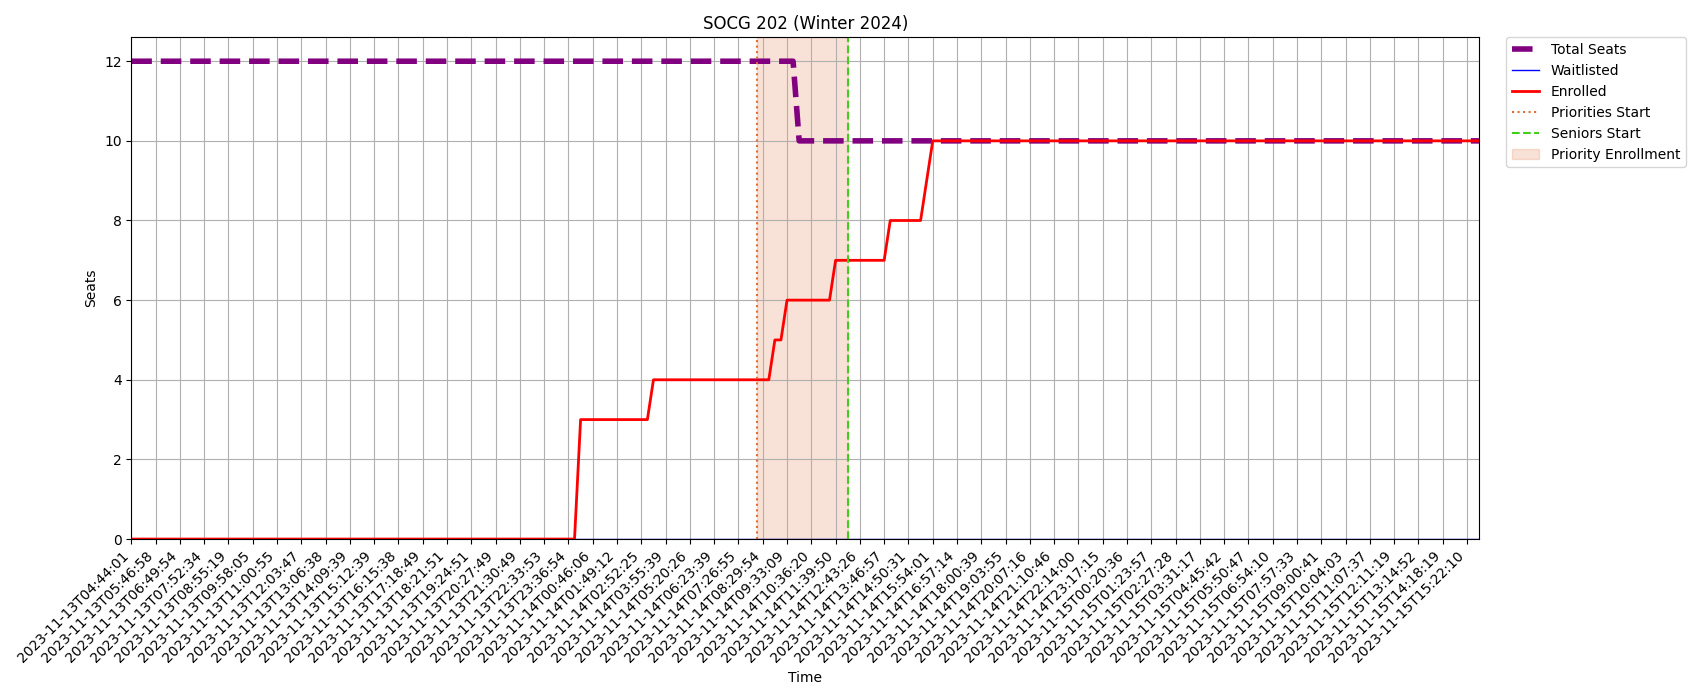 SOCG 202 (Winter 2024)
Total Seats
Waitlisted
Enrolled
Priorities Start
Seniors Start
Priority Enrollment
Seats
12
10
8
6
4
2
0
2023-11-13T04:44:01
2023-11-13T05:46:58
2023-11-13T06:49:54
2023-11-13T07:52:34
2023-11-13T08:55:19
2023-11-13T09:58:05
2023-11-13T11:00:55
2023-11-13T12:03:47
2023-11-13T13:06:38
2023-11-13T14:09:39
2023-11-13T15:12:39
2023-11-13T16:15:38
2023-11-13T17:18:49
2023-11-13T18:21:51
2023-11-13T19:24:51
2023-11-13T20:27:49
2023-11-13T21:30:49
2023-11-13T22:33:53
2023-11-13T23:36:54
2023-11-14T00:46:06
2023-11-14T01:49:12
2023-11-14T02:52:25
2023-11-14T03:55:39
2023-11-14T05:20:26
2023-11-14T06:23:39
2023-11-14T07:26:55
2023-11-14T08:29:54
2023-11-14T09:33:09
2023-11-14T10:36:20
2023-11-14T11:39:50
2023-11-14T12:43:26
2023-11-14T13:46:57
2023-11-14T14:50:31
2023-11-14T15:54:01
2023-11-14T16:57:14
2023-11-14T18:00:39
2023-11-14T19:03:55
2023-11-14T20:07:16
2023-11-14T21:10:46
2023-11-14T22:14:00
2023-11-14T23:17:15
2023-11-15T00:20:36
2023-11-15T01:23:57
2023-11-15T02:27:28
2023-11-15T03:31:17
2023-11-15T04:45:42
2023-11-15T05:50:47
2023-11-15T06:54:10
2023-11-15T07:57:33
2023-11-15T09:00:41
2023-11-15T10:04:03
2023-11-15T11:07:37
2023-11-15T12:11:19
2023-11-15T13:14:52
2023-11-15T14:18:19
2023-11-15T15:22:10
Time